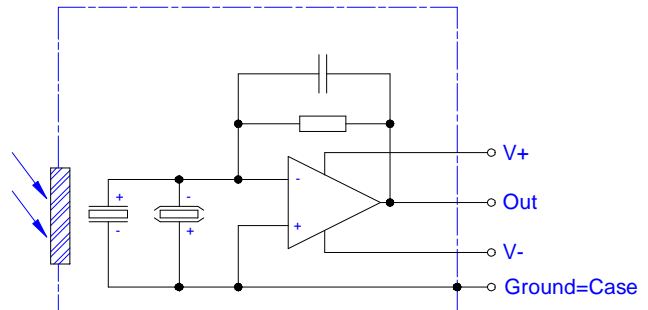 V+
+
-
-
-
+
Out
+
V-
Ground=Case